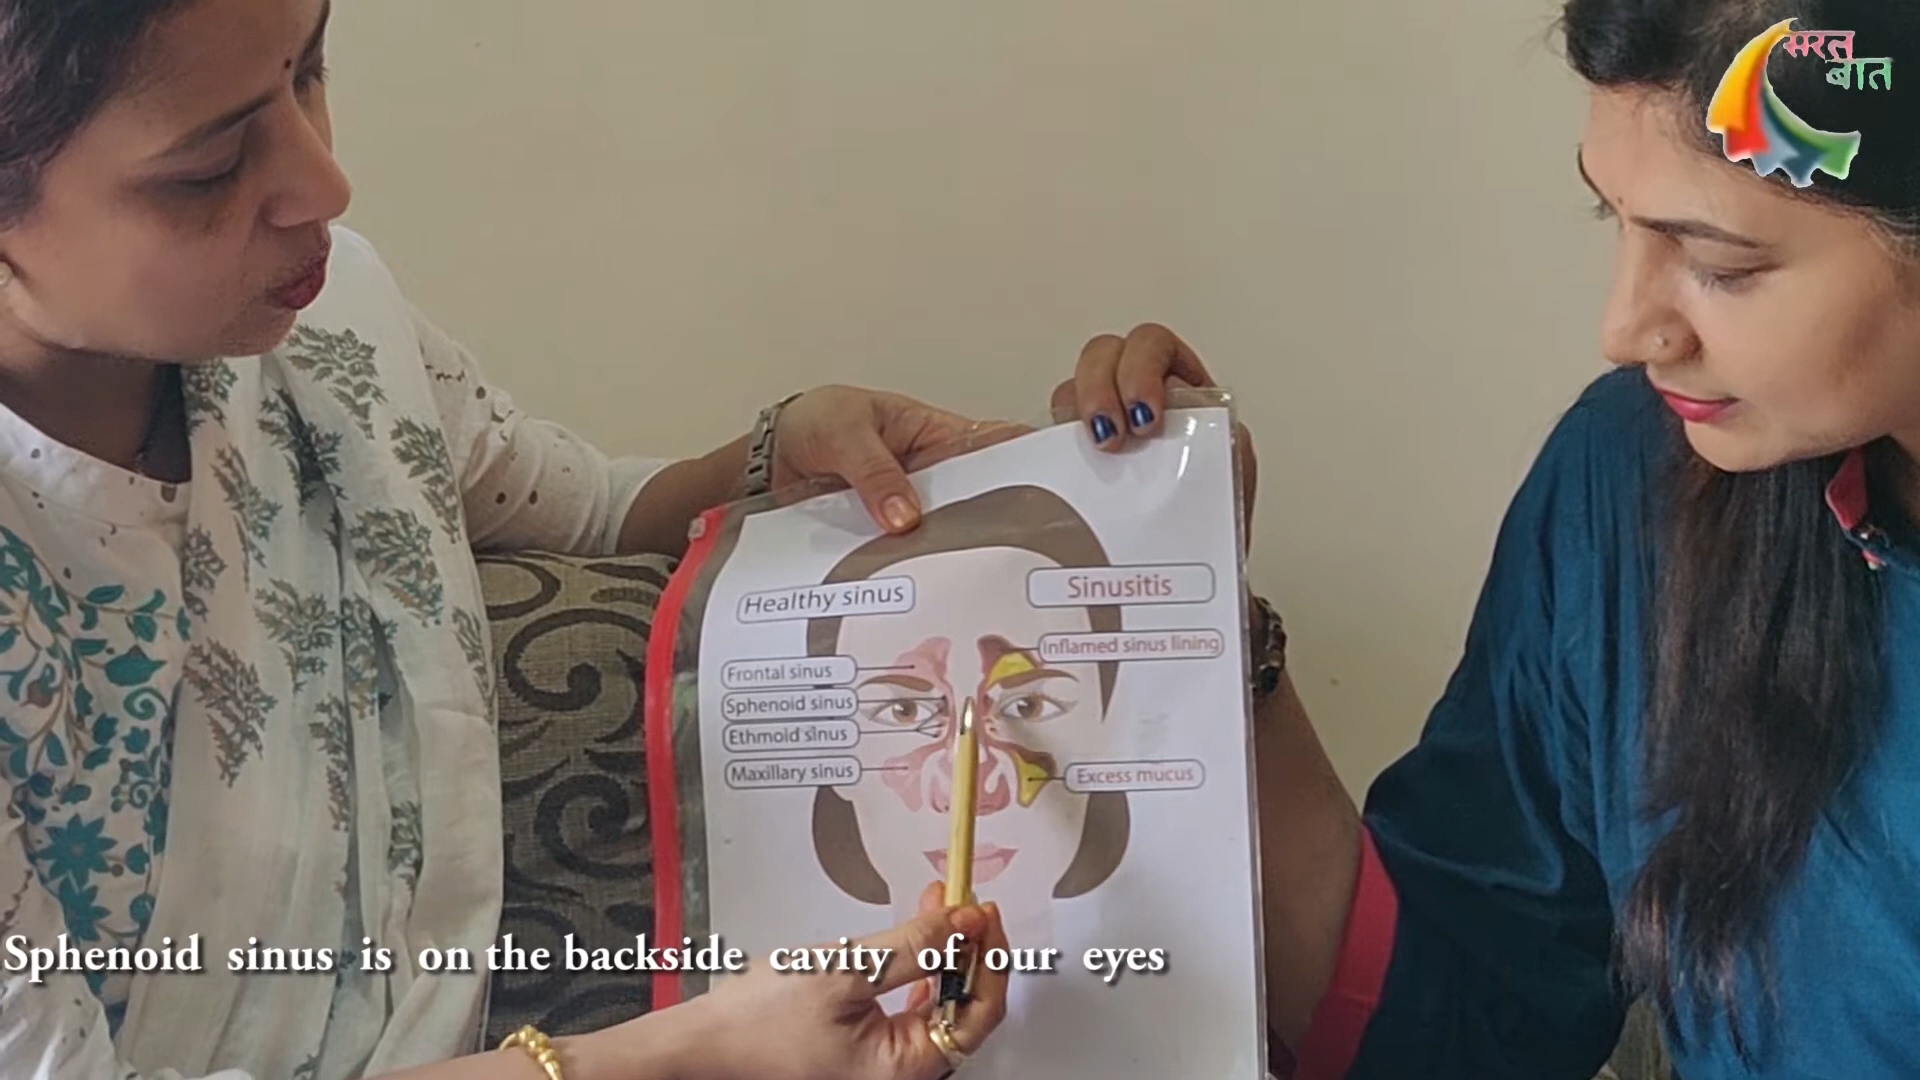 सरल
बात
Healthy sinus
Sinusitis
Inflamed sinus lining
Frontal sinus
Sphenoid sinus
Ethmoid sinus
Maxillary sinus
Excess mucus
Sphenoid sinus is on the backside cavity of our eyes